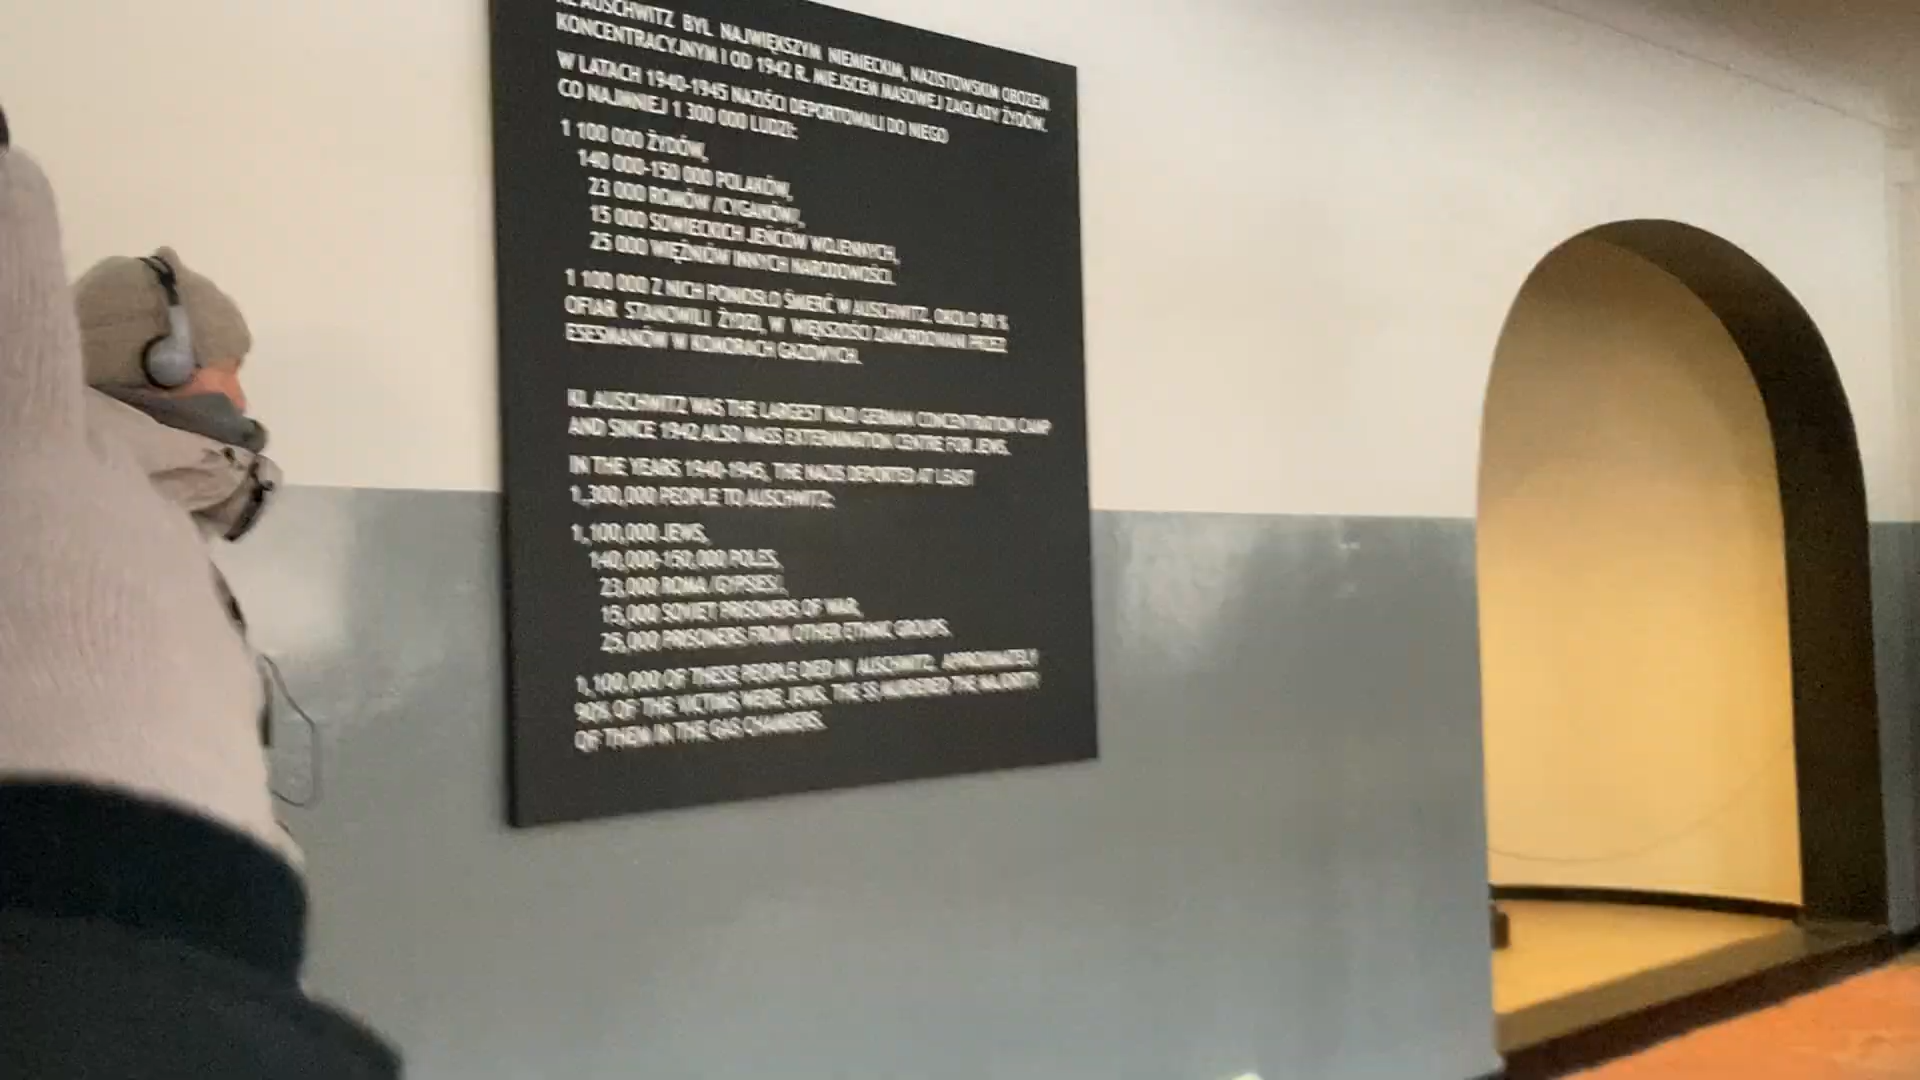 KL AUSCHWITZ BYŁ NAJWIĘKSZYM NIEMIECKIM, NAZISTOWSKIM OBOZEM
KONCENTRACYJNYM I OD 1942 R. MIEJSCEM MASOWEJ ZAGŁADY ŻYDÓW.
W LATACH 1940-1945 NAZIŚCI DEPORTOWALI DO NIEGO
CO NAJMNIEJ 1 300 000 LUDZI:
1 100 000 ŻYDÓW,
140 000-150 000 POLAKÓW,
23 000 ROMÓW /CYGANÓW/,
15 000 SOWIECKICH JEŃCÓW WOJENNYCH,
25 000 WIĘŹNIÓW INNYCH NARODOWOŚCI.
1 100 000 Z NICH PONIOSŁO ŚMIERĆ W AUSCHWITZ. OKOŁO 90 %
OFIAR STANOWILI ŻYDZI, W WIĘKSZOŚCI ZAMORDOWANI PRZEZ
ESESMANÓW W KOMORACH GAZOWYCH.
KL AUSCHWITZ WAS THE LARGEST NAZI GERMAN CONCENTRATION CAMP
AND SINCE 1942 ALSO MASS EXTERMINATION CENTRE FOR JEWS.
IN THE YEARS 1940-1945, THE NAZIS DEPORTED AT LEAST
1,300,000 PEOPLE TO AUSCHWITZ:
1,100,000 JEWS,
140,000-150,000 POLES,
23,000 ROMA /GYPSIES/,
15,000 SOVIET PRISONERS OF WAR,
25,000 PRISONERS FROM OTHER ETHNIC GROUPS.
1,100,000 OF THESE PEOPLE DIED IN AUSCHWITZ. APPROXIMATELY
90% OF THE VICTIMS WERE JEWS. THE SS MURDERED THE MAJORITY
OF THEM IN THE GAS CHAMBERS.